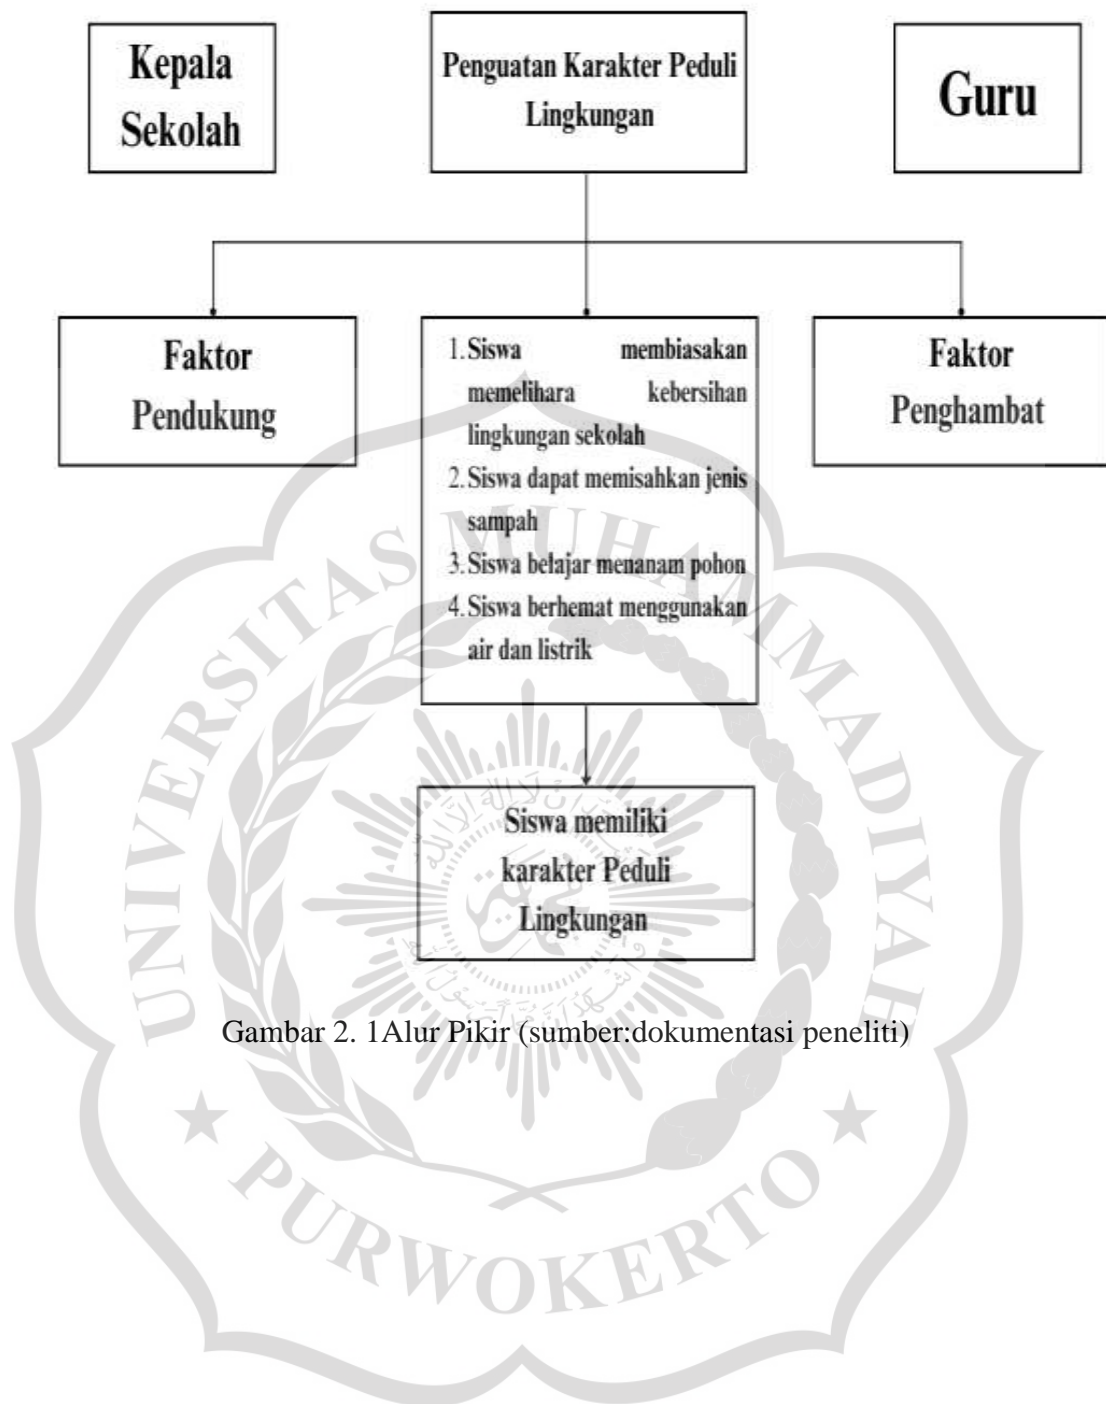 Kepala
Sekolah
Penguatan Karakter Peduli
Lingkungan
Guru
Faktor
Pendukung
1. Siswa membiasakan
memelihara kebersihan
lingkungan sekolah
2. Siswa dapat memisahkan jenis
sampah
3. Siswa belajar menanam pohon
4. Siswa berhemat menggunakan
air dan listrik
Faktor
Penghambat
Siswa memiliki
karakter Peduli
Lingkungan
Gambar 2. 1Alur Pikir (sumber:dokumentasi peneliti)
UNIVERSITAS MUHAMMADIYAH
PURWOKERTO